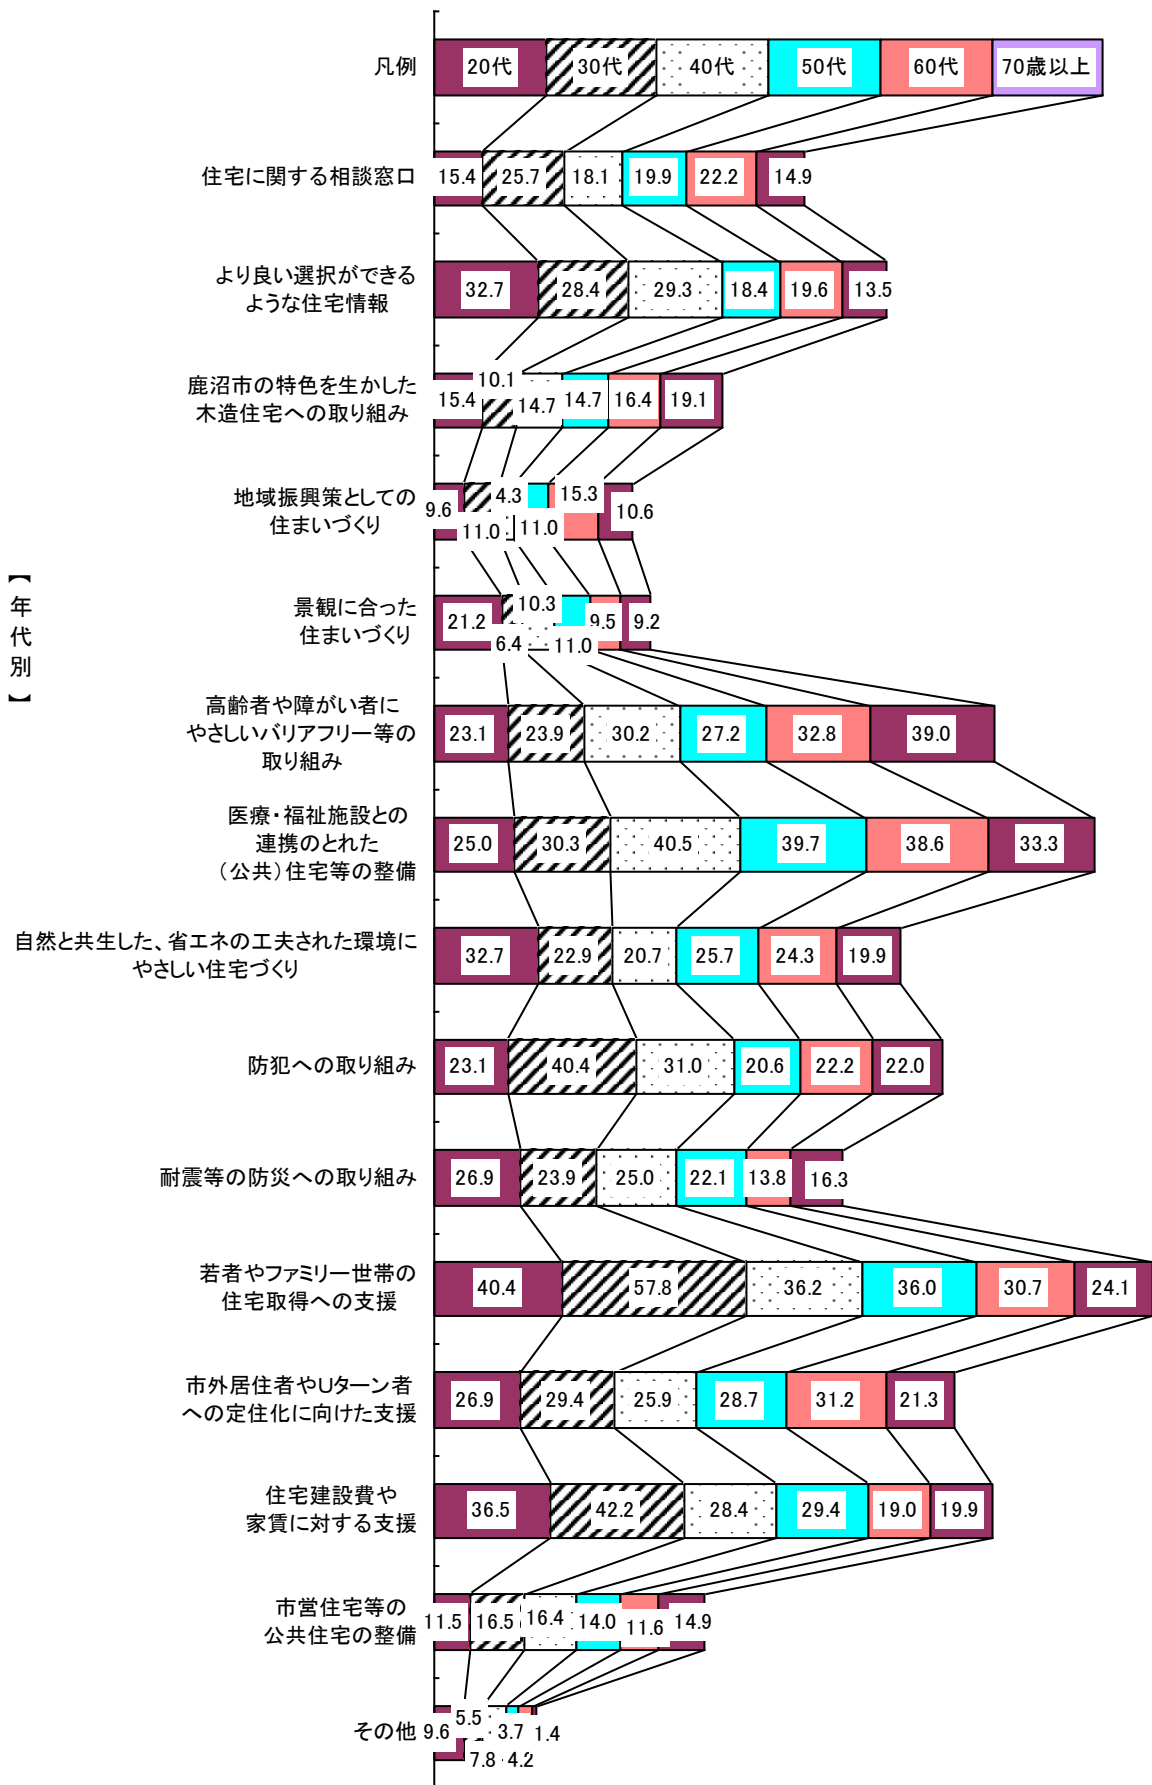 【年代別】
凡例 20代 30代 40代 50代 60代 70歳以上
住宅に関する相談窓口 15.4 25.7 18.1 19.9 22.2 14.9
より良い選択ができる
ような住宅情報 32.7 28.4 29.3 18.4 19.6 13.5
鹿沼市の特色を生かした
木造住宅への取り組み 15.4 10.1 14.7 14.7 16.4 19.1
地域振興策としての
住まいづくり 9.6 11.0 4.3 11.0 15.3 10.6
景観に合った
住まいづくり 21.2 6.4 10.3 11.0 9.5 9.2
高齢者や障がい者に
やさしいバリアフリー等の
取り組み 23.1 23.9 30.2 27.2 32.8 39.0
医療・福祉施設との
連携のとれた
（公共）住宅等の整備 25.0 30.3 40.5 39.7 38.6 33.3
自然と共生した、省エネの工夫された環境に
やさしい住宅づくり 32.7 22.9 20.7 25.7 24.3 19.9
防犯への取り組み 23.1 40.4 31.0 20.6 22.2 22.0
耐震等の防災への取り組み 26.9 23.9 25.0 22.1 13.8 16.3
若者やファミリー世帯の
住宅取得への支援 40.4 57.8 36.2 36.0 30.7 24.1
市外居住者やUターン者
への定住化に向けた支援 26.9 29.4 25.9 28.7 31.2 21.3
住宅建設費や
家賃に対する支援 36.5 42.2 28.4 29.4 19.0 19.9
市営住宅等の
公共住宅の整備 11.5 16.5 16.4 14.0 11.6 14.9
その他 9.6 5.5 7.8 3.7 4.2 1.4